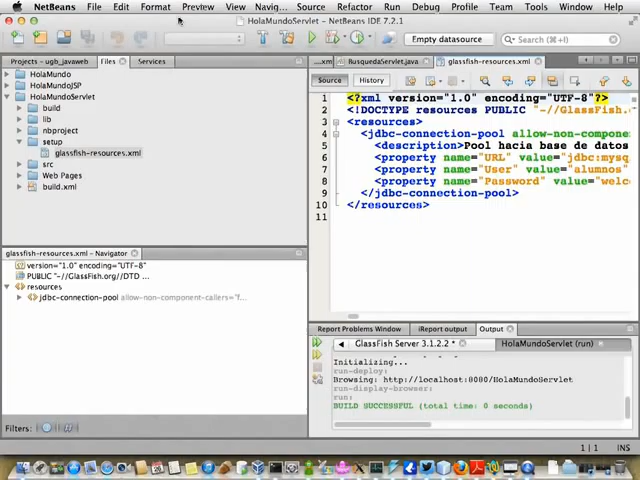 NetBeans File Edit Format Preview View Source Refactor Run Debug Profile Team Tools Window Help
HolaMundoServlet - NetBeans IDE 7.2.1
Empty datasource
Search (⌘+I)
Projects - ugb_javaweb Files Services
...xm BusquedaServlet.java glassfish-resources.xml
HolaMundo
HolaMundoJSP
HolaMundoServlet
build
lib
nbproject
setup
glassfish-resources.xml
src
Web Pages
build.xml
Source History
1 <?xml version="1.0" encoding="UTF-8"?>
2 <!DOCTYPE resources PUBLIC "-//GlassF
3 <resources>
4 <jdbc-connection-pool allow-non-compone
5 <description>Pool hacia base de datos
6 <property name="URL" value="jdbc:mysq
7 <property name="User" value="alumnos"
8 <property name="Password" value="welc
9 </jdbc-connection-pool>
10 </resources>
11
glassfish-resources.xml - Navigator
version="1.0" encoding="UTF-8"
PUBLIC "-//GlassFish.org//DTD ...
resources
jdbc-connection-pool allow-non-component-callers="f...
Filters:
Report Problems Window iReport output Output
GlassFish Server 3.1.2.2 * HolaMundoServlet (run)
Initializing...
run-deploy:
Browsing: http://localhost:8080/HolaMundoServlet
run-display-browser:
run:
BUILD SUCCESSFUL (total time: 0 seconds)
1 | 1 INS